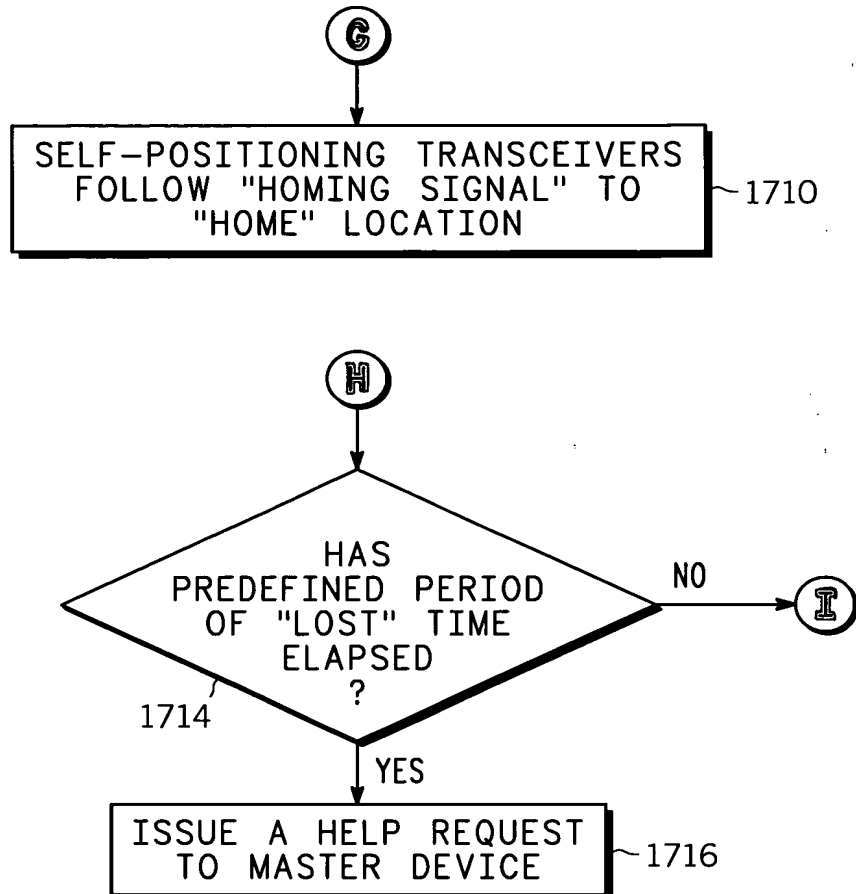 G
SELF-POSITIONING TRANSCEIVERS
FOLLOW "HOMING SIGNAL" TO
"HOME" LOCATION
1710
H
HAS
PREDEFINED PERIOD
OF "LOST" TIME
ELAPSED
?
NO
I
1714
YES
ISSUE A HELP REQUEST
TO MASTER DEVICE
1716